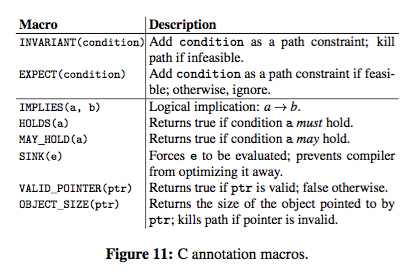 Macro Description
INVARIANT(condition) Add condition as a path constraint; kill
path if infeasible.
EXPECT(condition) Add condition as a path constraint if feasi-
ble; otherwise, ignore.
IMPLIES(a, b) Logical implication: a → b.
HOLDS(a) Returns true if condition a must hold.
MAY_HOLD(a) Returns true if condition a may hold.
SINK(e) Forces e to be evaluated; prevents compiler
from optimizing it away.
VALID_POINTER(ptr) Returns true if ptr is valid; false otherwise.
OBJECT_SIZE(ptr) Returns the size of the object pointed to by
ptr; kills path if pointer is invalid.
Figure 11: C annotation macros.